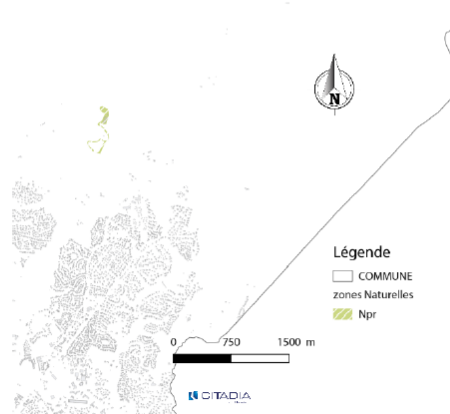 N
Légende
COMMUNE
zones Naturelles
Npr
0 750 1500 m
CITADIA